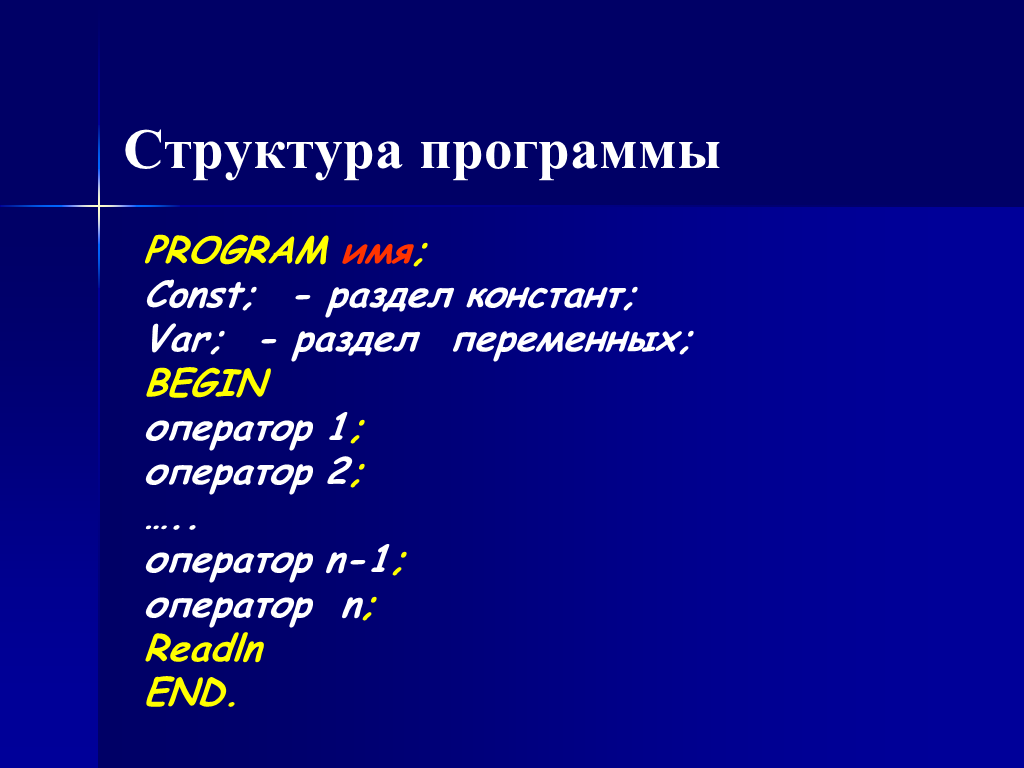 Структура программы
PROGRAM имя;
Const;  - раздел констант;
Var;  - раздел  переменных;
BEGIN
оператор 1;
оператор 2;
…..
оператор n-1;
оператор  n;
Readln
END.